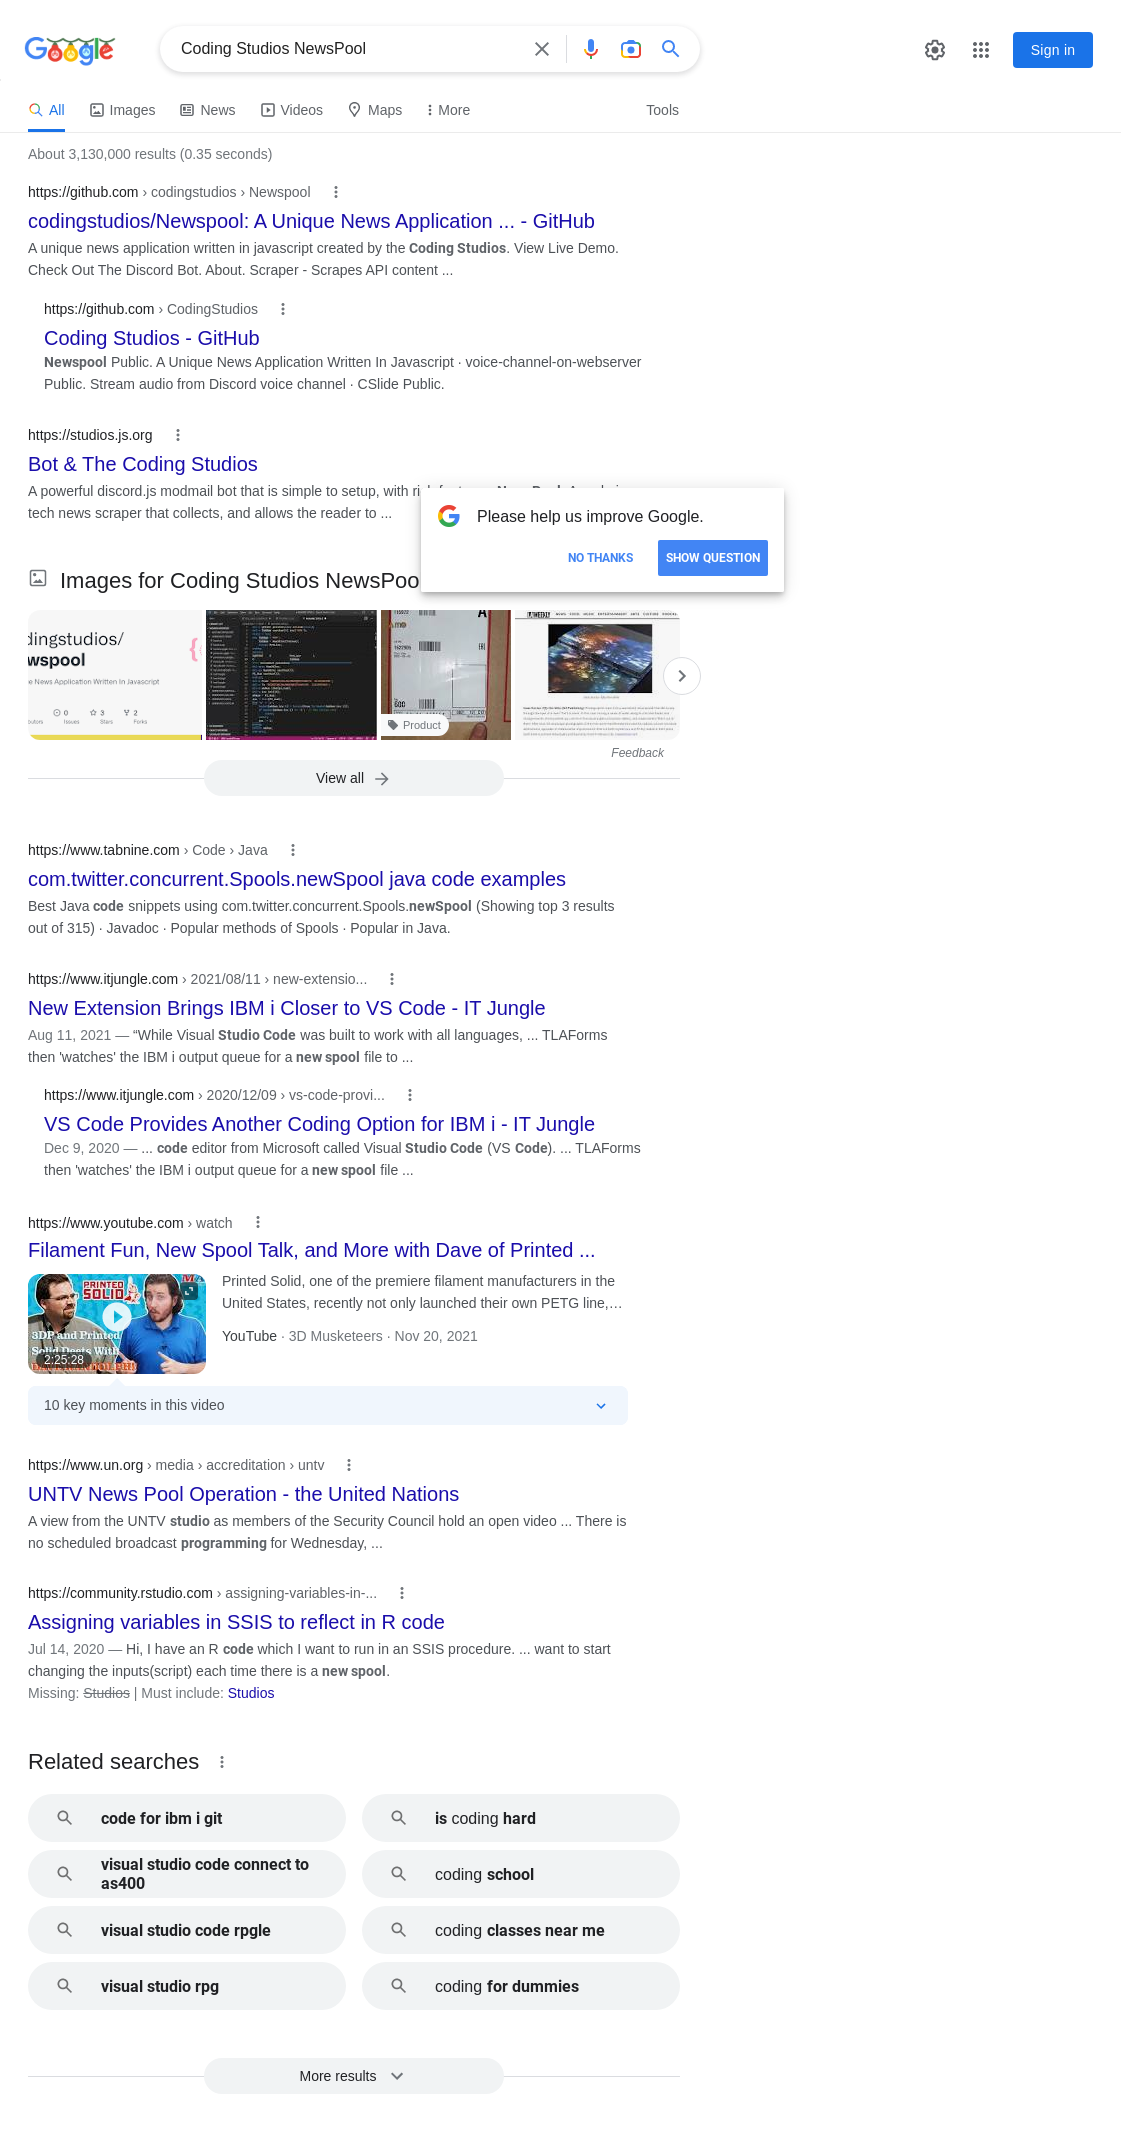 Google
Coding Studios NewsPool
Sign in
All
Images
News
Videos
Maps
More
Tools
About 3,130,000 results (0.35 seconds)
https://github.com › codingstudios › Newspool
codingstudios/Newspool: A Unique News Application ... - GitHub
A unique news application written in javascript created by the Coding Studios. View Live Demo.
Check Out The Discord Bot. About. Scraper - Scrapes API content ...
https://github.com › CodingStudios
Coding Studios - GitHub
Newspool Public. A Unique News Application Written In Javascript · voice-channel-on-webserver
Public. Stream audio from Discord voice channel · CSlide Public.
https://studios.js.org
Bot & The Coding Studios
A powerful discord.js modmail bot that is simple to setup, with
tech news scraper that collects, and allows the reader to ...
Please help us improve Google.
NO THANKS
SHOW QUESTION
Images for Coding Studios NewsPoo
dingstudios/
wspool
e News Application Written In Javascript
0
3
2
utors
Issues
Stars
Forks
A
Product
Feedback
View all
https://www.tabnine.com › Code › Java
com.twitter.concurrent.Spools.newSpool java code examples
Best Java code snippets using com.twitter.concurrent.Spools.newSpool (Showing top 3 results
out of 315) · Javadoc · Popular methods of Spools · Popular in Java.
https://www.itjungle.com › 2021/08/11 › new-extensio...
New Extension Brings IBM i Closer to VS Code - IT Jungle
Aug 11, 2021 — “While Visual Studio Code was built to work with all languages, ... TLAForms
then 'watches' the IBM i output queue for a new spool file to ...
https://www.itjungle.com › 2020/12/09 › vs-code-provi...
VS Code Provides Another Coding Option for IBM i - IT Jungle
Dec 9, 2020 — ... code editor from Microsoft called Visual Studio Code (VS Code). ... TLAForms
then 'watches' the IBM i output queue for a new spool file ...
https://www.youtube.com › watch
Filament Fun, New Spool Talk, and More with Dave of Printed ...
PRINTED
SOLID
3DP and Printed
Solid Deets With
2:25:28
Printed Solid, one of the premiere filament manufacturers in the
United States, recently not only launched their own PETG line,…
YouTube · 3D Musketeers · Nov 20, 2021
10 key moments in this video
https://www.un.org › media › accreditation › untv
UNTV News Pool Operation - the United Nations
A view from the UNTV studio as members of the Security Council hold an open video ... There is
no scheduled broadcast programming for Wednesday, ...
https://community.rstudio.com › assigning-variables-in-...
Assigning variables in SSIS to reflect in R code
Jul 14, 2020 — Hi, I have an R code which I want to run in an SSIS procedure. ... want to start
changing the inputs(script) each time there is a new spool.
Missing: Studios | Must include: Studios
Related searches
code for ibm i git
is coding hard
visual studio code connect to
as400
coding school
visual studio code rpgle
coding classes near me
visual studio rpg
coding for dummies
More results